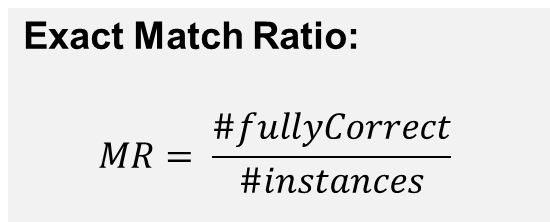 Exact Match Ratio:
MR = #fullyCorrect / #instances